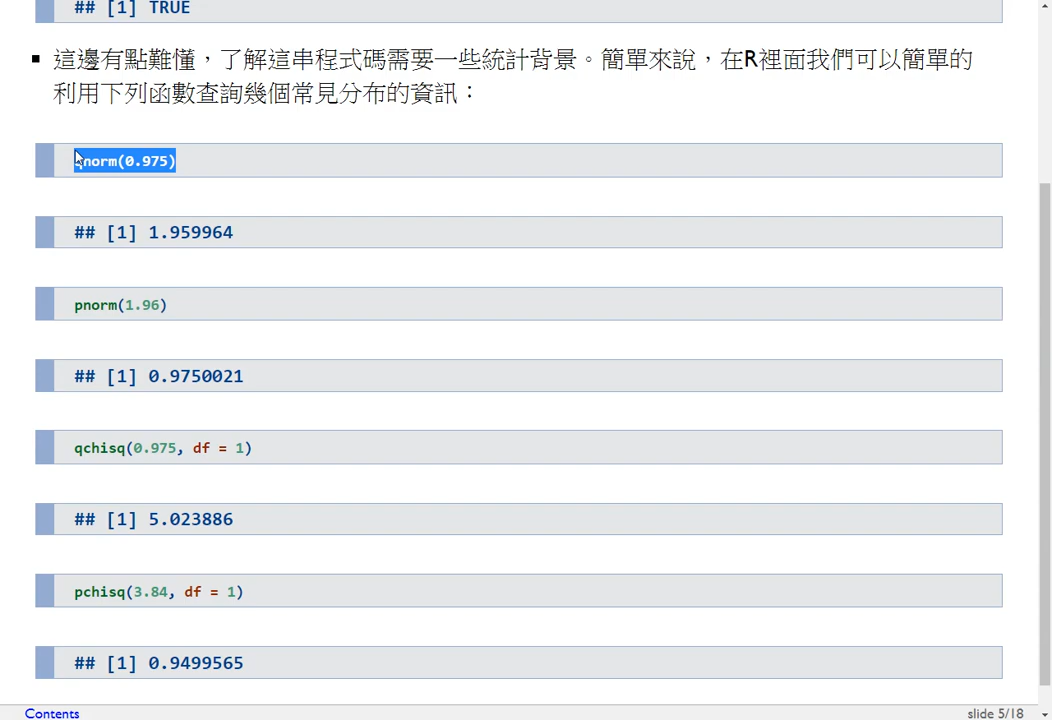 ## [1] TRUE
▪ 這邊有點難懂，了解這串程式碼需要一些統計背景。簡單來說，在R裡面我們可以簡單的
利用下列函數查詢幾個常見分布的資訊：
qnorm(0.975)
## [1] 1.959964
pnorm(1.96)
## [1] 0.9750021
qchisq(0.975, df = 1)
## [1] 5.023886
pchisq(3.84, df = 1)
## [1] 0.9499565
Contents
slide 5/18